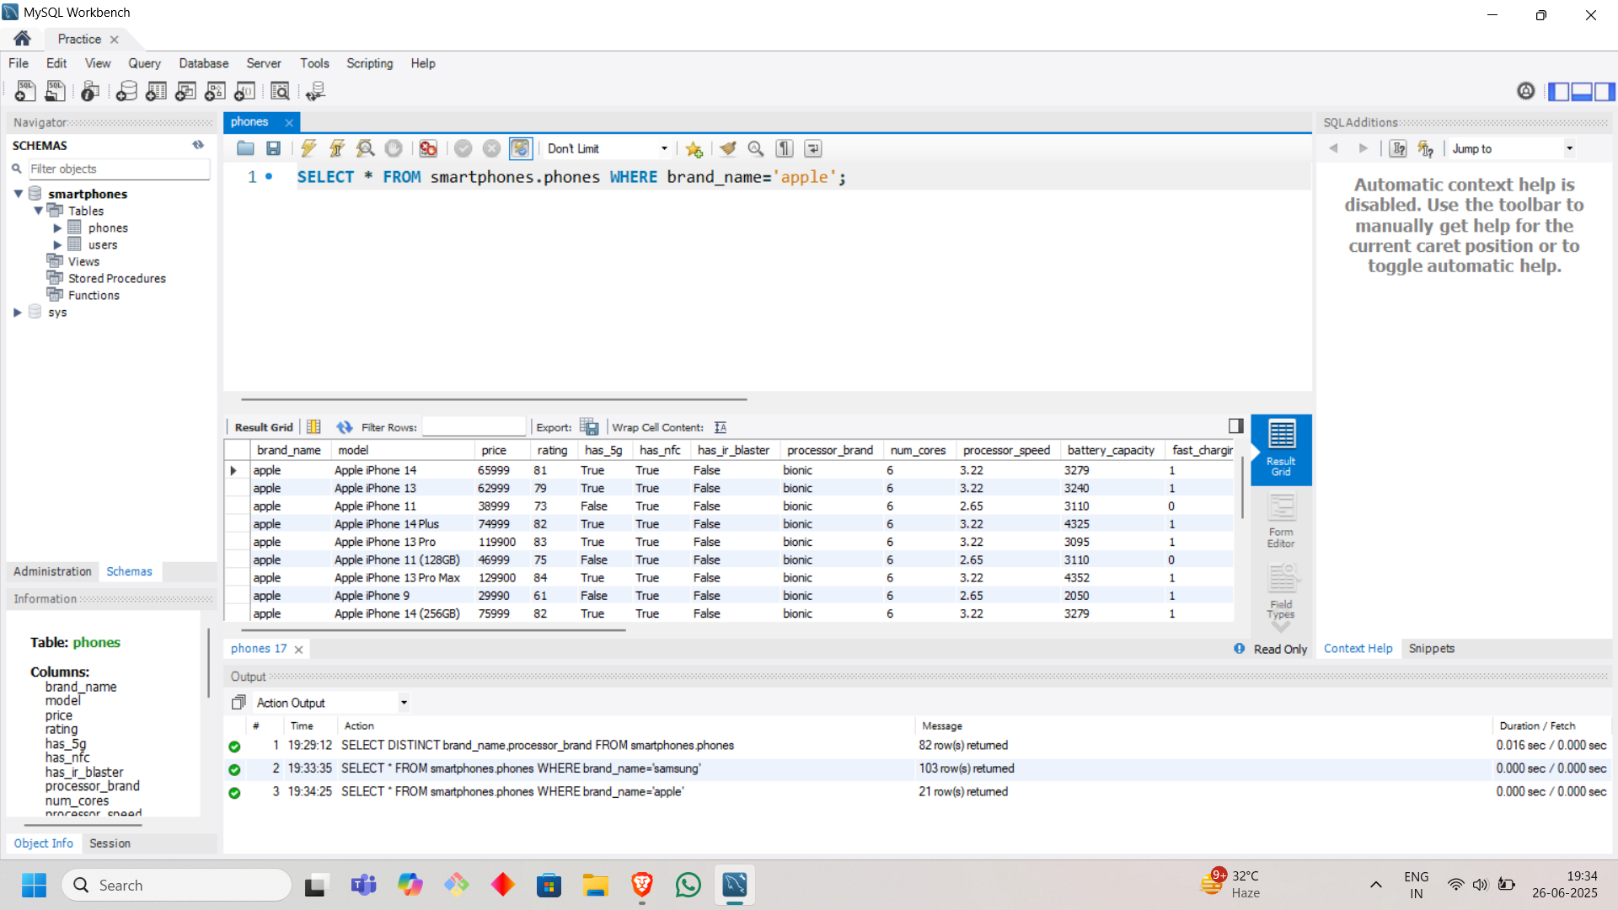 MySQL Workbench
Practice
File Edit View Query Database Server Tools Scripting Help
Navigator
SCHEMAS
Filter objects
smartphones
Tables
phones
users
Views
Stored Procedures
Functions
sys
Administration Schemas
Information
Table: phones
Columns:
brand_name
model
price
rating
has_5g
has_nfc
has_ir_blaster
processor_brand
num_cores
processor_speed
Object Info Session
phones
Don't Limit
1 SELECT * FROM smartphones.phones WHERE brand_name='apple';
Result Grid Filter Rows: Export: Wrap Cell Content:
brand_name model price rating has_5g has_nfc has_ir_blaster processor_brand num_cores processor_speed battery_capacity fast_chargin
apple Apple iPhone 14 65999 81 True True False bionic 6 3.22 3279 1
apple Apple iPhone 13 62999 79 True True False bionic 6 3.22 3240 1
apple Apple iPhone 11 38999 73 False True False bionic 6 2.65 3110 0
apple Apple iPhone 14 Plus 74999 82 True True False bionic 6 3.22 4325 1
apple Apple iPhone 13 Pro 119900 83 True True False bionic 6 3.22 3095 1
apple Apple iPhone 11 (128GB) 46999 75 False True False bionic 6 2.65 3110 0
apple Apple iPhone 13 Pro Max 129900 84 True True False bionic 6 3.22 4352 1
apple Apple iPhone 9 29990 61 False True False bionic 6 2.65 2050 1
apple Apple iPhone 14 (256GB) 75999 82 True True False bionic 6 3.22 3279 1
Result
Grid
Form
Editor
Field
Types
phones 17
Read Only
SQLAdditions
Jump to
Automatic context help is
disabled. Use the toolbar to
manually get help for the
current caret position or to
toggle automatic help.
Context Help Snippets
Output
Action Output
# Time Action Message Duration / Fetch
1 19:29:12 SELECT DISTINCT brand_name,processor_brand FROM smartphones.phones 82 row(s) returned 0.016 sec / 0.000 sec
2 19:33:35 SELECT * FROM smartphones.phones WHERE brand_name='samsung' 103 row(s) returned 0.000 sec / 0.000 sec
3 19:34:25 SELECT * FROM smartphones.phones WHERE brand_name='apple' 21 row(s) returned 0.000 sec / 0.000 sec
Search
9+
32°C
Haze
ENG
IN
19:34
26-06-2025